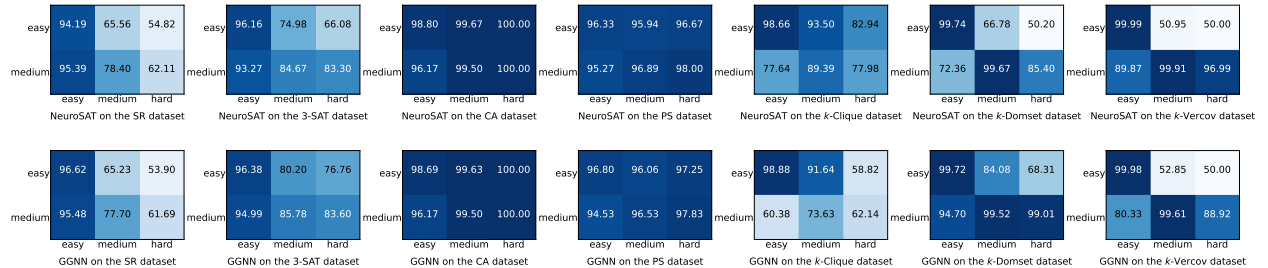 easy 94.19 65.56 54.82 easy 96.16 74.98 66.08 easy 98.80 99.67 100.00 easy 96.33 95.94 96.67 easy 98.66 93.50 82.94 easy 99.74 66.78 50.20 easy 99.99 50.95 50.00
medium 95.39 78.40 62.11 medium 93.27 84.67 83.30 medium 96.17 99.50 100.00 medium 95.27 96.89 98.00 medium 77.64 89.39 77.98 medium 72.36 99.67 85.40 medium 89.87 99.91 96.99
easy medium hard easy medium hard easy medium hard easy medium hard easy medium hard easy medium hard easy medium hard
NeuroSAT on the SR dataset NeuroSAT on the 3-SAT dataset NeuroSAT on the CA dataset NeuroSAT on the PS dataset NeuroSAT on the k-Clique dataset NeuroSAT on the k-Domset dataset NeuroSAT on the k-Vercov dataset
easy 96.62 65.23 53.90 easy 96.38 80.20 76.76 easy 98.69 99.63 100.00 easy 96.80 96.06 97.25 easy 98.88 91.64 58.82 easy 99.72 84.08 68.31 easy 99.98 52.85 50.00
medium 95.48 77.70 61.69 medium 94.99 85.78 83.60 medium 96.17 99.50 100.00 medium 94.53 96.53 97.83 medium 60.38 73.63 62.14 medium 94.70 99.52 99.01 medium 80.33 99.61 88.92
easy medium hard easy medium hard easy medium hard easy medium hard easy medium hard easy medium hard easy medium hard
GGNN on the SR dataset GGNN on the 3-SAT dataset GGNN on the CA dataset GGNN on the PS dataset GGNN on the k-Clique dataset GGNN on the k-Domset dataset GGNN on the k-Vercov dataset